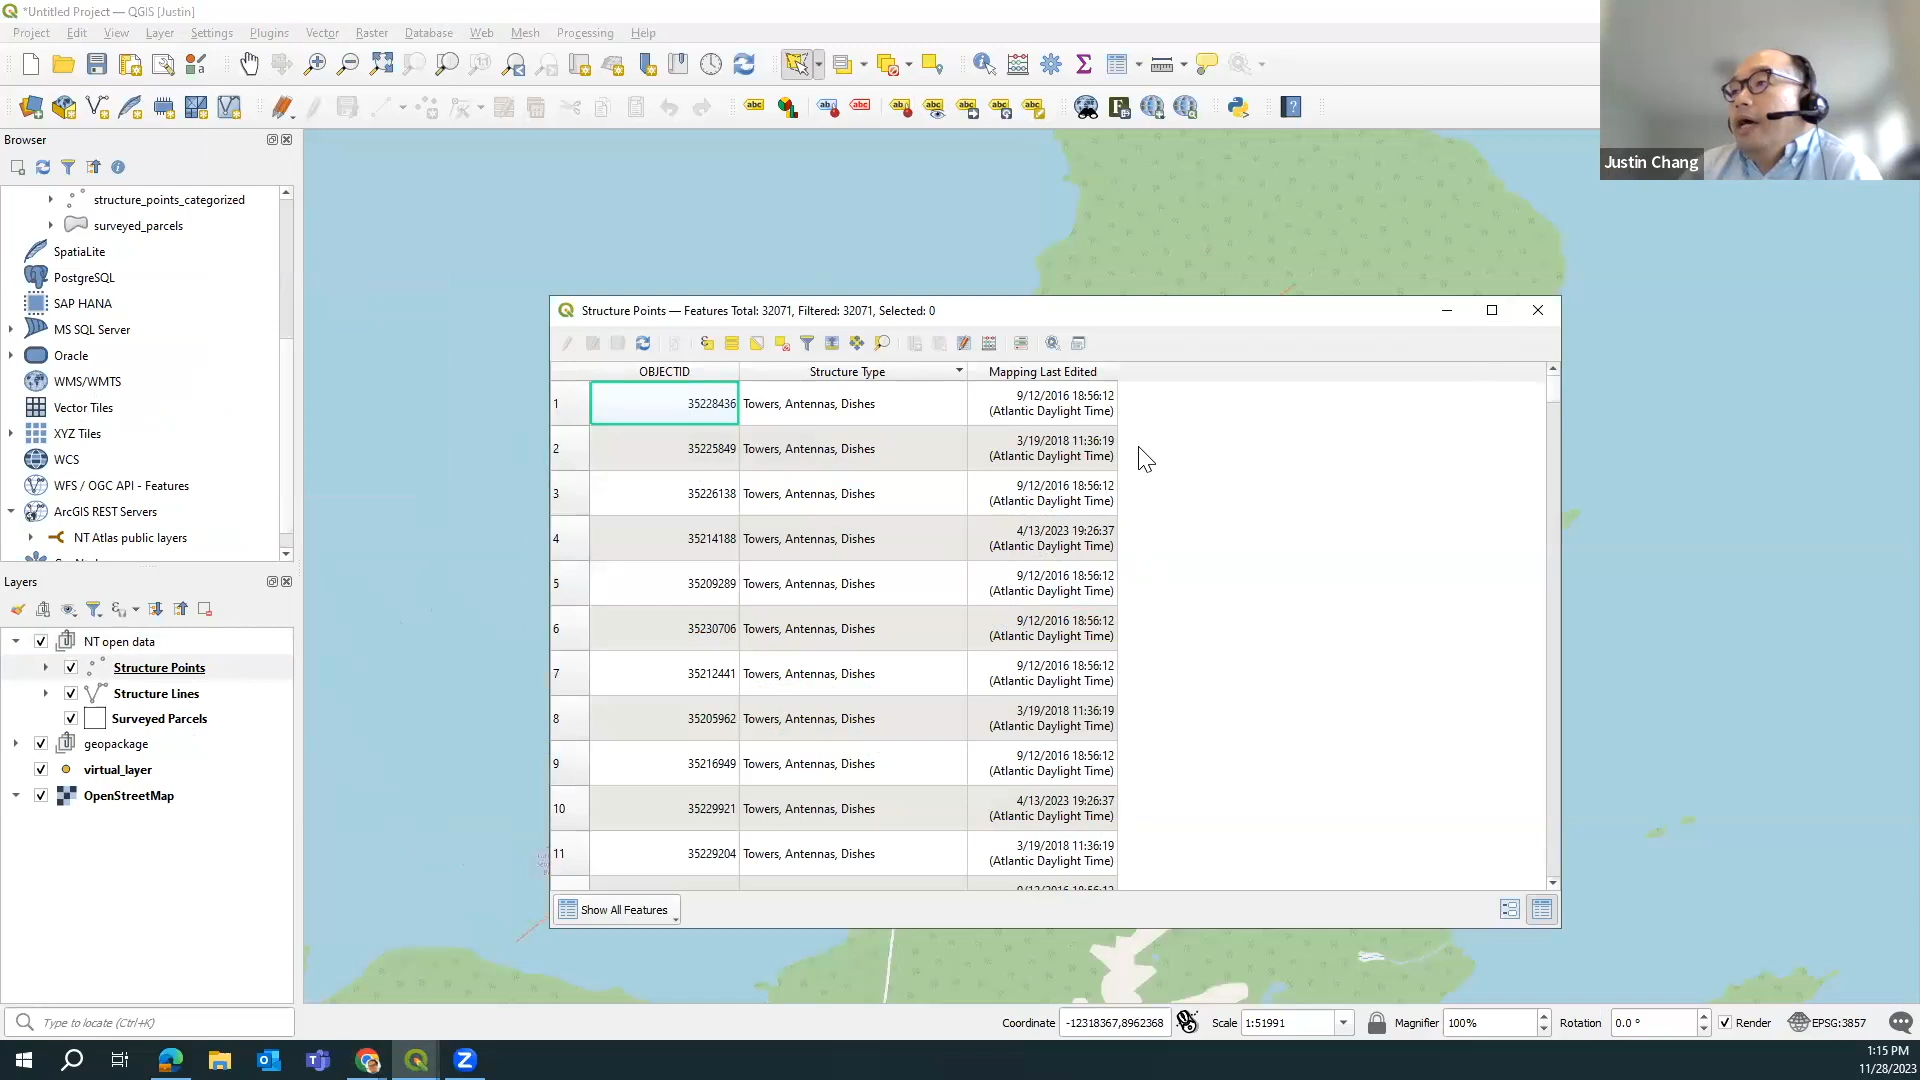 *Untitled Project — QGIS [Justin]
Project Edit View Layer Settings Plugins Vector Raster Database Web Mesh Processing Help
Justin Chang
Browser
structure_points_categorized
surveyed_parcels
SpatiaLite
PostgreSQL
SAP HANA
MS SQL Server
Oracle
WMS/WMTS
Vector Tiles
XYZ Tiles
WCS
WFS / OGC API - Features
ArcGIS REST Servers
NT Atlas public layers
Layers
NT open data
Structure Points
Structure Lines
Surveyed Parcels
geopackage
virtual_layer
OpenStreetMap
Structure Points — Features Total: 32071, Filtered: 32071, Selected: 0
OBJECTID Structure Type Mapping Last Edited
1 35228436 Towers, Antennas, Dishes 9/12/2016 18:56:12
(Atlantic Daylight Time)
2 35225849 Towers, Antennas, Dishes 3/19/2018 11:36:19
(Atlantic Daylight Time)
3 35226138 Towers, Antennas, Dishes 9/12/2016 18:56:12
(Atlantic Daylight Time)
4 35214188 Towers, Antennas, Dishes 4/13/2023 19:26:37
(Atlantic Daylight Time)
5 35209289 Towers, Antennas, Dishes 9/12/2016 18:56:12
(Atlantic Daylight Time)
6 35230706 Towers, Antennas, Dishes 9/12/2016 18:56:12
(Atlantic Daylight Time)
7 35212441 Towers, Antennas, Dishes 9/12/2016 18:56:12
(Atlantic Daylight Time)
8 35205962 Towers, Antennas, Dishes 3/19/2018 11:36:19
(Atlantic Daylight Time)
9 35216949 Towers, Antennas, Dishes 9/12/2016 18:56:12
(Atlantic Daylight Time)
10 35229921 Towers, Antennas, Dishes 4/13/2023 19:26:37
(Atlantic Daylight Time)
11 35229204 Towers, Antennas, Dishes 3/19/2018 11:36:19
(Atlantic Daylight Time)
Show All Features
Type to locate (Ctrl+K)
Coordinate -12318367,8962368 Scale 1:51991 Magnifier 100% Rotation 0.0 ° Render EPSG:3857
1:15 PM
11/28/2023